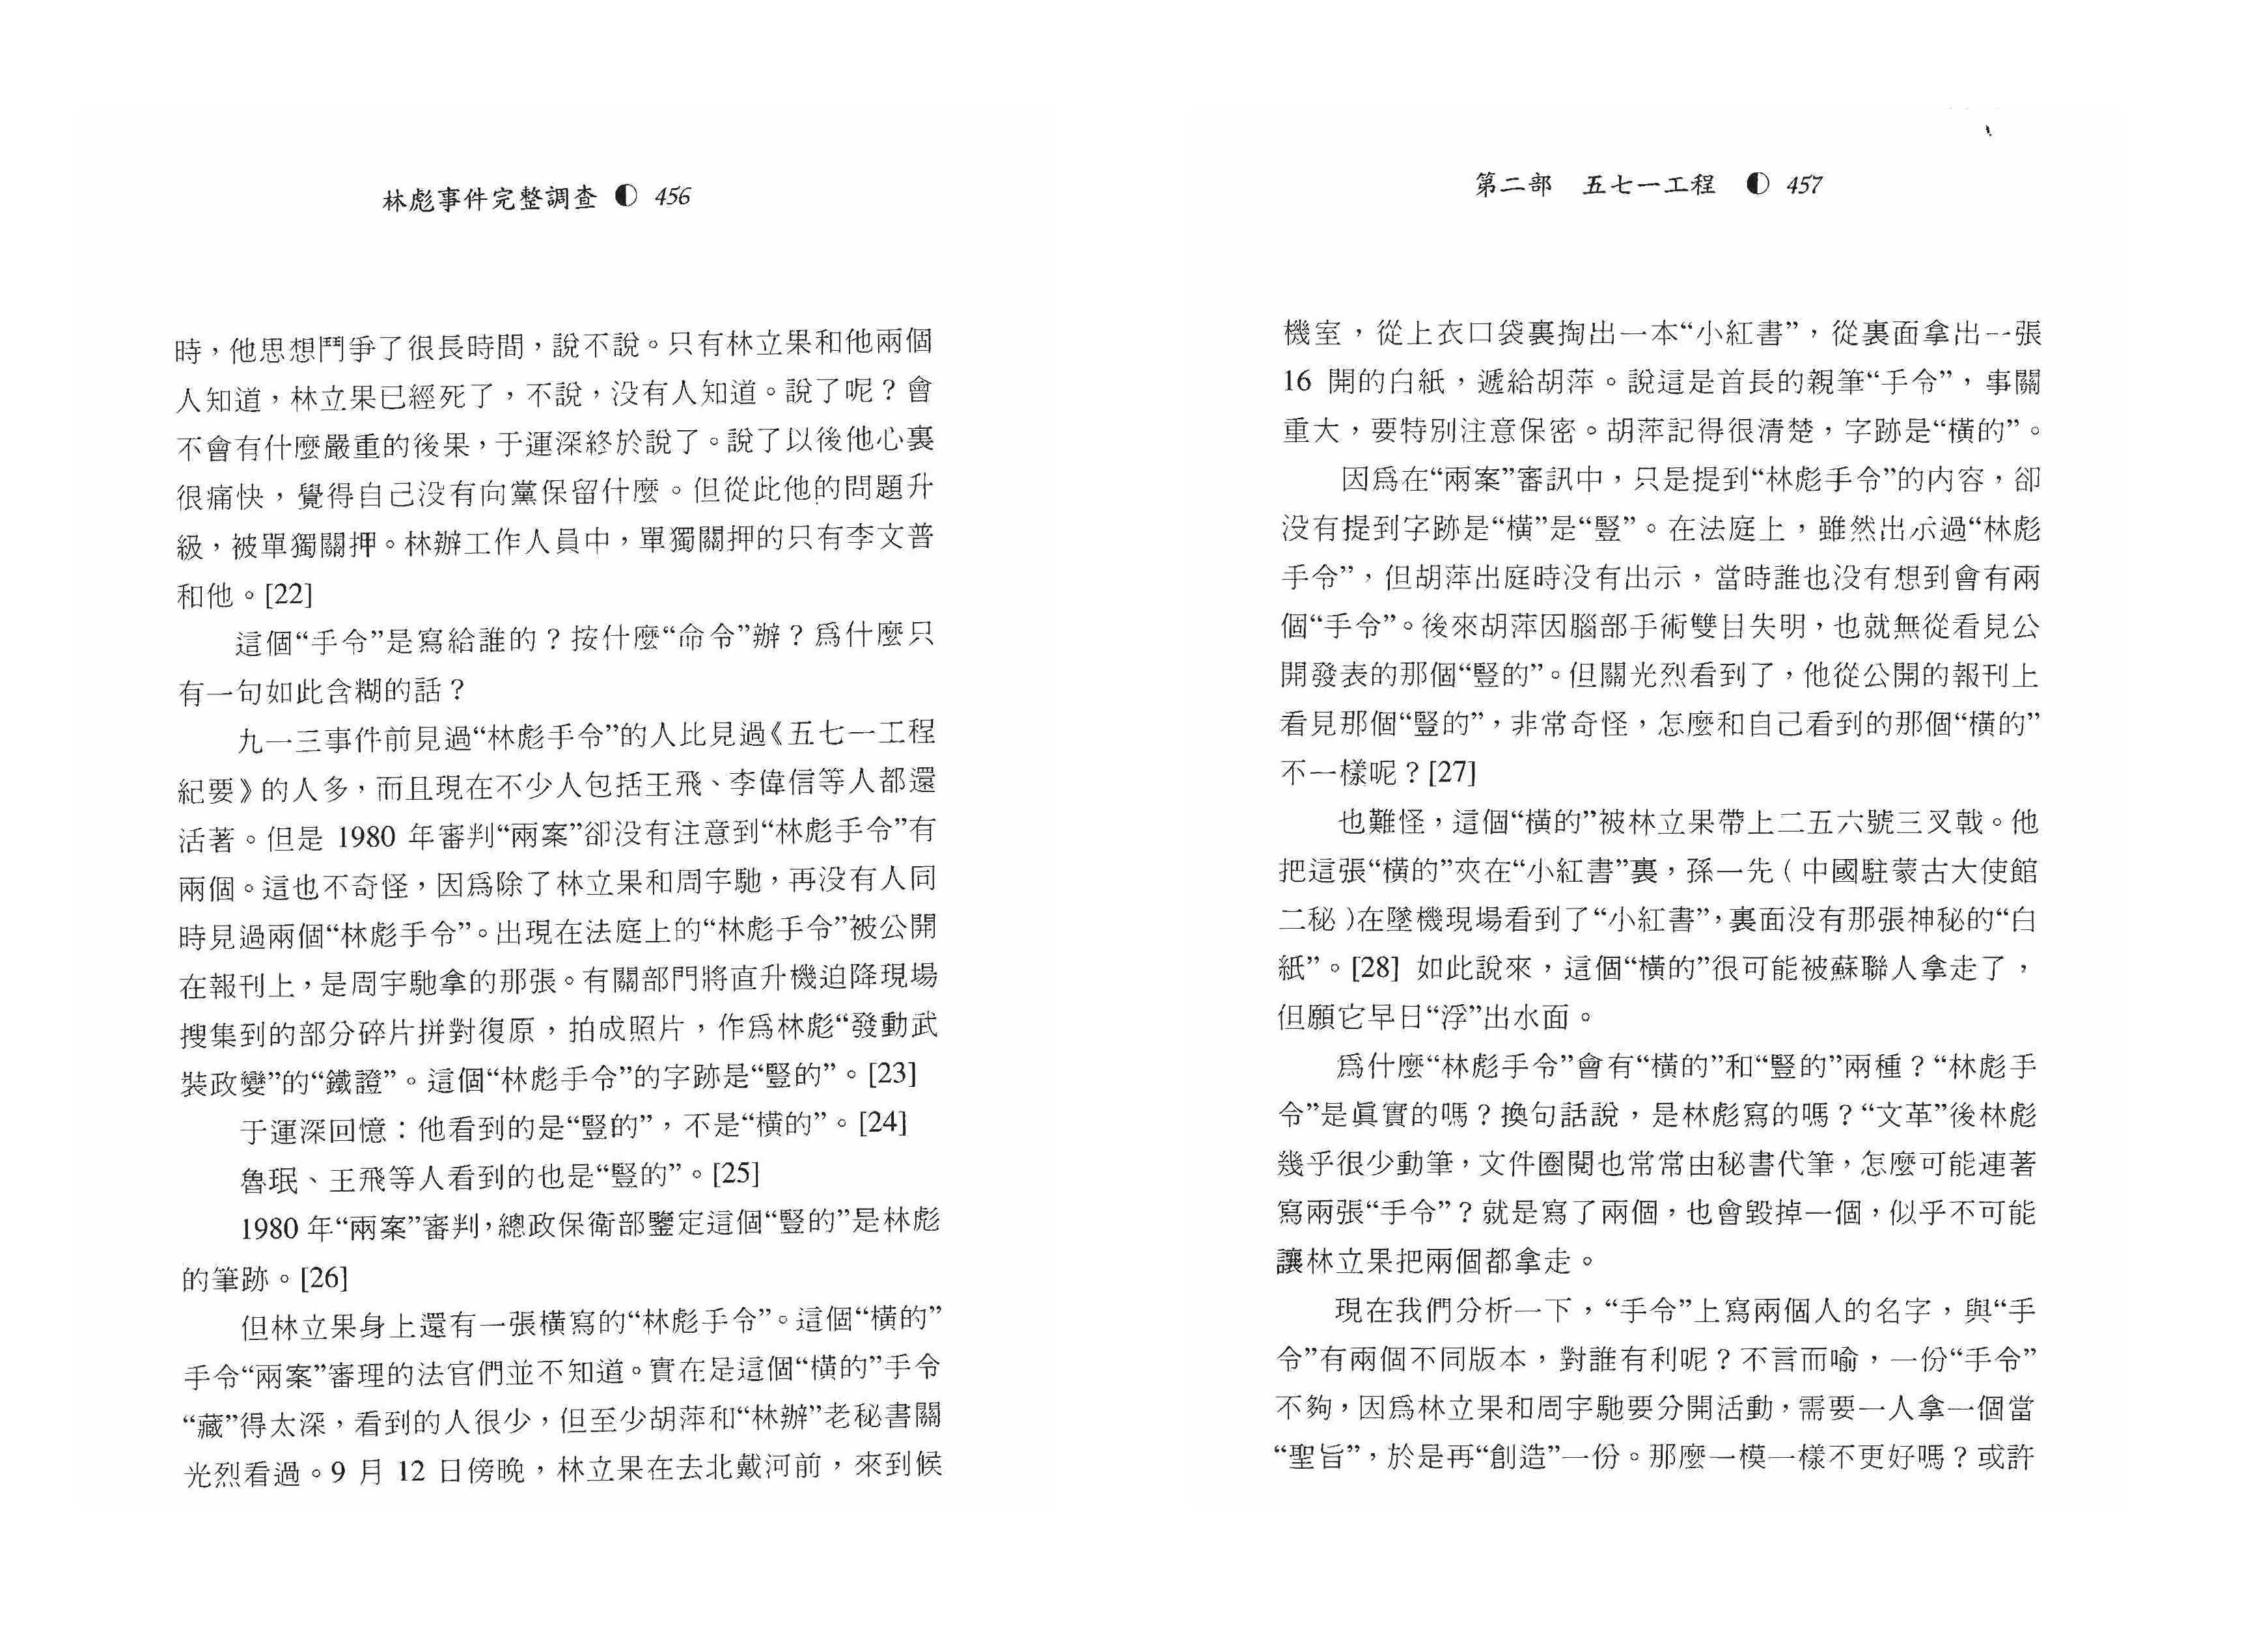 林彪事件完整調查 ◐ 456
時，他思想鬥爭了很長時間，說不說。只有林立果和他兩個
人知道，林立果已經死了，不說，没有人知道。說了呢？會
不會有什麼嚴重的後果，于運深終於說了。說了以後他心裏
很痛快，覺得自己没有向黨保留什麼。但從此他的問題升
級，被單獨關押。林辦工作人員中，單獨關押的只有李文普
和他。[22]
這個“手令”是寫給誰的？按什麼“命令”辦？爲什麼只
有一句如此含糊的話？
九一三事件前見過“林彪手令”的人比見過《五七一工程
紀要》的人多，而且現在不少人包括王飛、李偉信等人都還
活著。但是 1980 年審判“兩案”卻没有注意到“林彪手令”有
兩個。這也不奇怪，因爲除了林立果和周宇馳，再没有人同
時見過兩個“林彪手令”。出現在法庭上的“林彪手令”被公開
在報刊上，是周宇馳拿的那張。有關部門將直升機迫降現場
搜集到的部分碎片拼對復原，拍成照片，作爲林彪“發動武
裝政變”的“鐵證”。這個“林彪手令”的字跡是“豎的”。[23]
于運深回憶：他看到的是“豎的”，不是“橫的”。[24]
魯珉、王飛等人看到的也是“豎的”。[25]
1980 年“兩案”審判，總政保衛部鑒定這個“豎的”是林彪
的筆跡。[26]
但林立果身上還有一張橫寫的“林彪手令”。這個“橫的”
手令“兩案”審理的法官們並不知道。實在是這個“橫的”手令
“藏”得太深，看到的人很少，但至少胡萍和“林辦”老秘書關
光烈看過。9 月 12 日傍晚，林立果在去北戴河前，來到候
第二部 五七一工程 ◐ 457
機室，從上衣口袋裏掏出一本“小紅書”，從裏面拿出一張
16 開的白紙，遞給胡萍。說這是首長的親筆“手令”，事關
重大，要特別注意保密。胡萍記得很清楚，字跡是“橫的”。
因爲在“兩案”審訊中，只是提到“林彪手令”的内容，卻
没有提到字跡是“橫”是“豎”。在法庭上，雖然出示過“林彪
手令”，但胡萍出庭時没有出示，當時誰也没有想到會有兩
個“手令”。後來胡萍因腦部手術雙目失明，也就無從看見公
開發表的那個“豎的”。但關光烈看到了，他從公開的報刊上
看見那個“豎的”，非常奇怪，怎麼和自己看到的那個“橫的”
不一樣呢？[27]
也難怪，這個“橫的”被林立果帶上二五六號三叉戟。他
把這張“橫的”夾在“小紅書”裏，孫一先（中國駐蒙古大使館
二秘）在墜機現場看到了“小紅書”，裏面没有那張神秘的“白
紙”。[28] 如此說來，這個“橫的”很可能被蘇聯人拿走了，
但願它早日“浮”出水面。
爲什麼“林彪手令”會有“橫的”和“豎的”兩種？“林彪手
令”是眞實的嗎？換句話說，是林彪寫的嗎？“文革”後林彪
幾乎很少動筆，文件圈閱也常常由秘書代筆，怎麼可能連著
寫兩張“手令”？就是寫了兩個，也會毀掉一個，似乎不可能
讓林立果把兩個都拿走。
現在我們分析一下，“手令”上寫兩個人的名字，與“手
令”有兩個不同版本，對誰有利呢？不言而喻，一份“手令”
不夠，因爲林立果和周宇馳要分開活動，需要一人拿一個當
“聖旨”，於是再“創造”一份。那麼一模一樣不更好嗎？或許